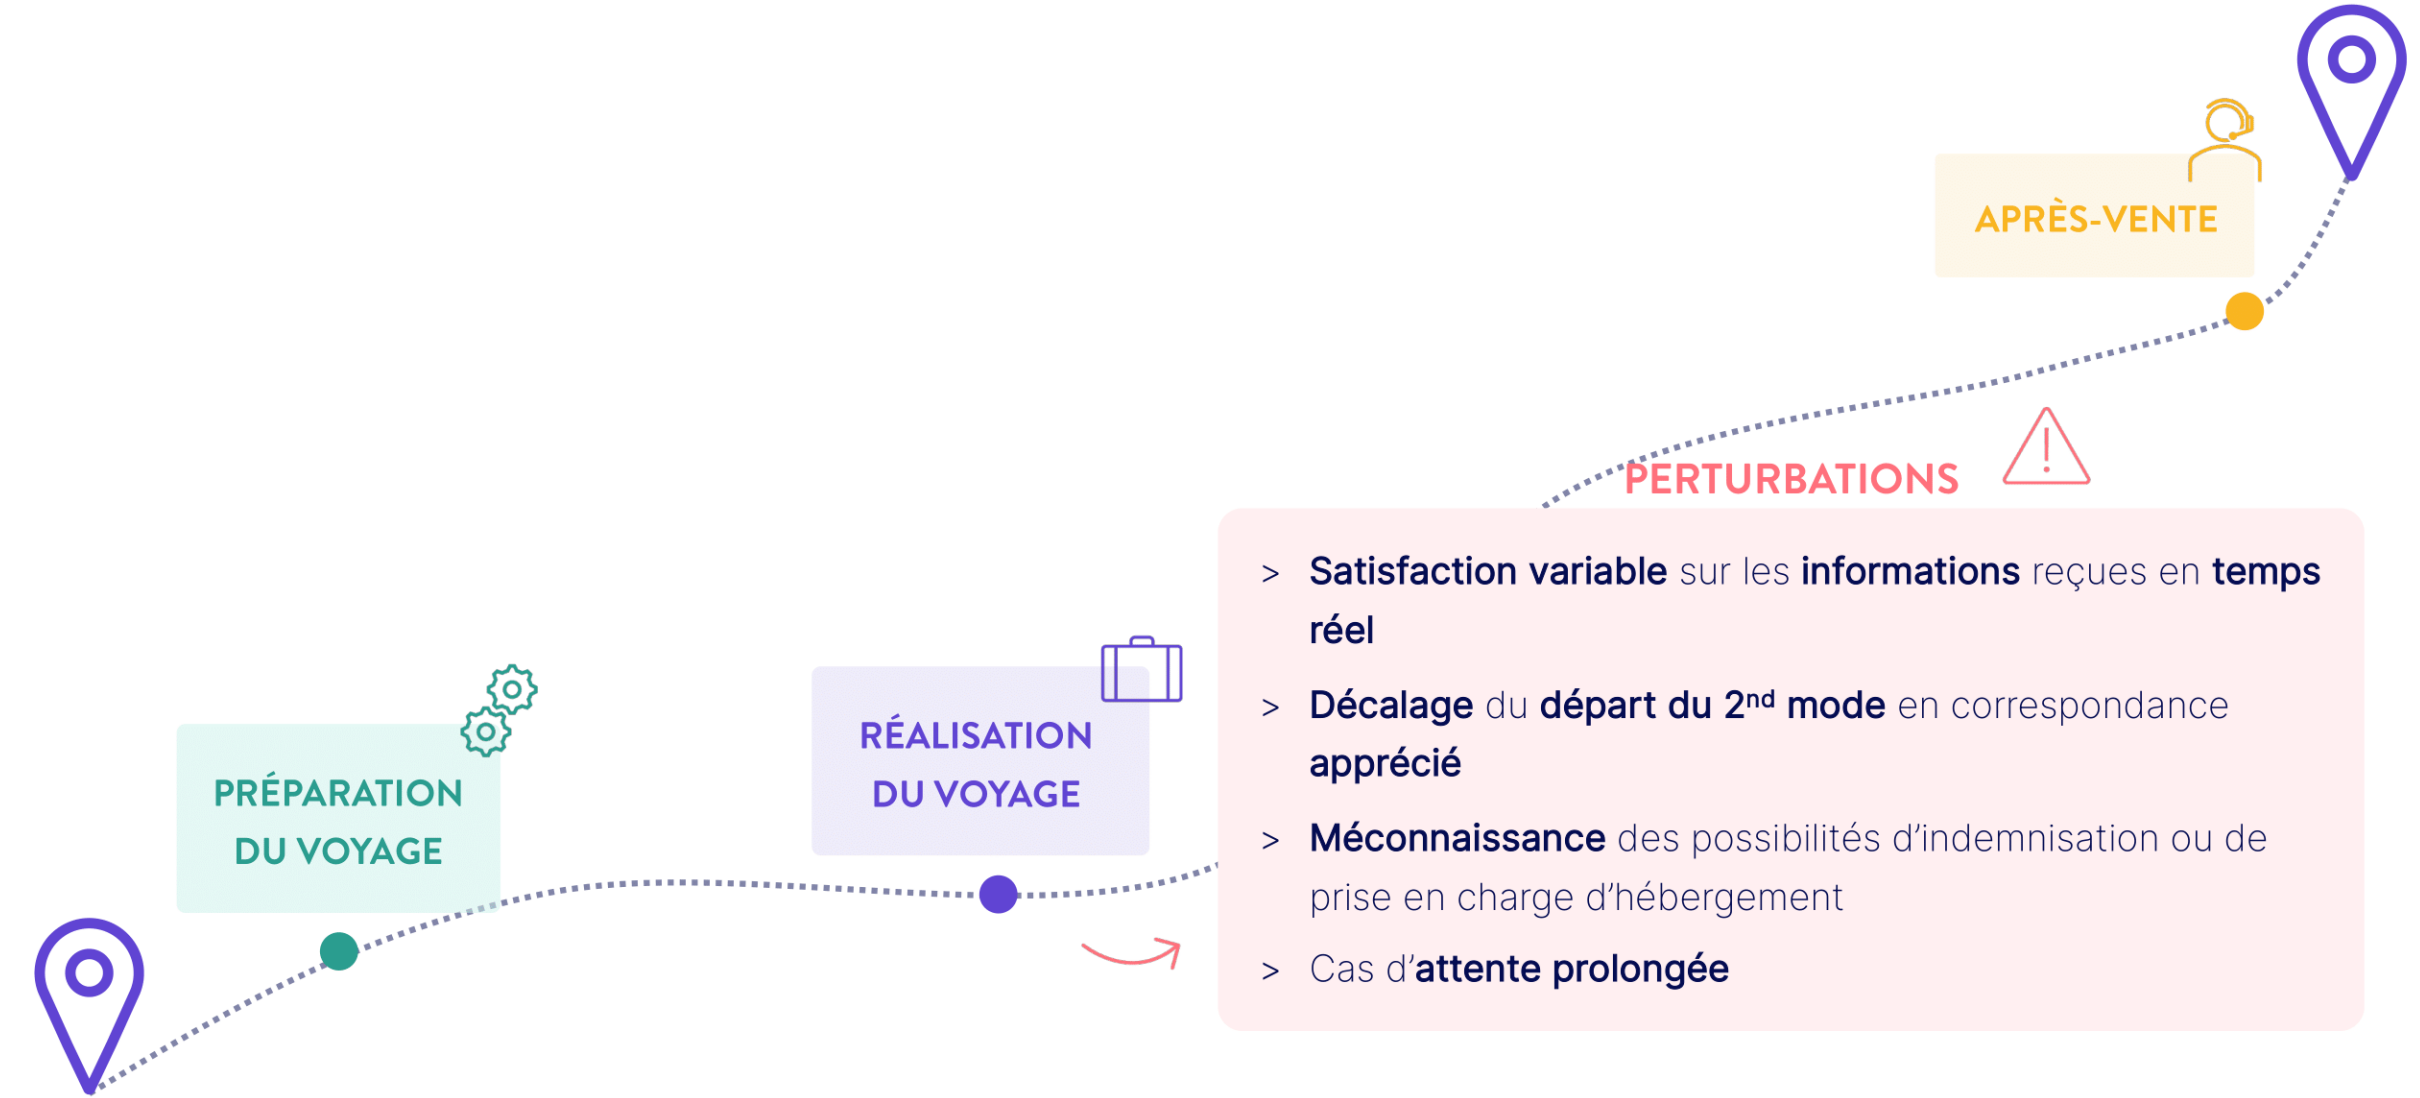 APRÈS-VENTE
PERTURBATIONS
> Satisfaction variable sur les informations reçues en temps
réel
> Décalage du départ du 2nd mode en correspondance
apprécié
> Méconnaissance des possibilités d’indemnisation ou de
prise en charge d’hébergement
> Cas d’attente prolongée
RÉALISATION
DU VOYAGE
PRÉPARATION
DU VOYAGE